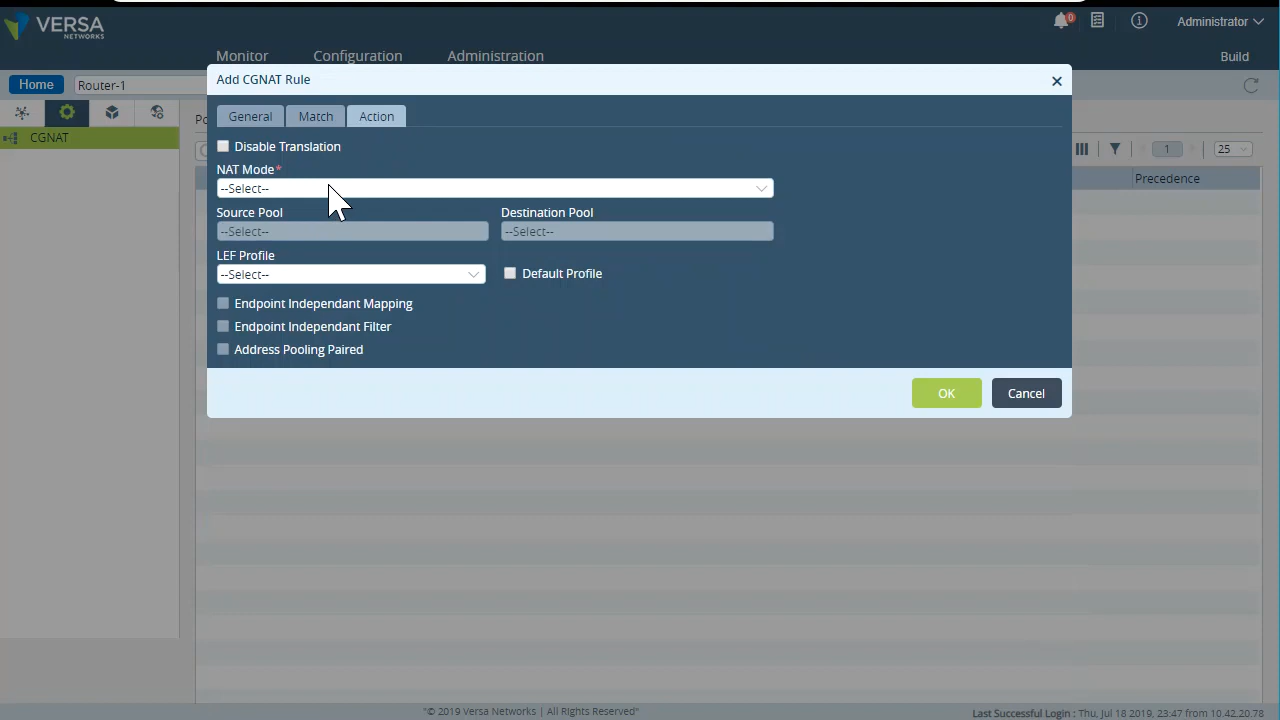 VERSA
NETWORKS
0
Administrator
Monitor
Configuration
Administration
Build
Home
Router-1
Add CGNAT Rule
General
Match
Action
CGNAT
Po
Disable Translation
1
25
NAT Mode*
--Select--
Precedence
Source Pool
Destination Pool
--Select--
--Select--
LEF Profile
--Select--
Default Profile
Endpoint Independant Mapping
Endpoint Independant Filter
Address Pooling Paired
OK
Cancel
"© 2019 Versa Networks | All Rights Reserved"
Last Successful Login : Thu, Jul 18 2019, 23:47 from 10.42.20.78